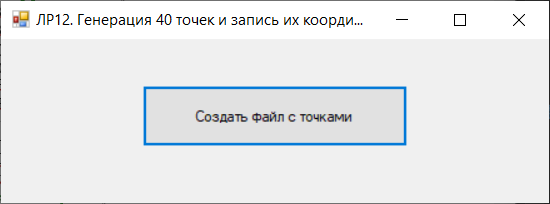 ЛР12. Генерация 40 точек и запись их коорди...
Создать файл с точками